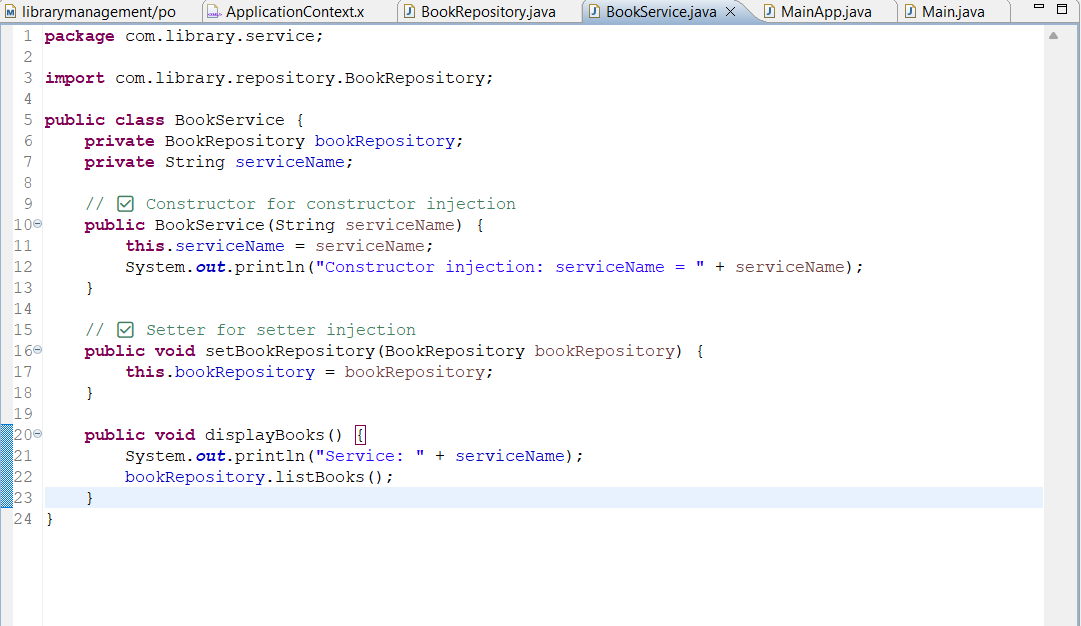 librarymanagement/po ApplicationContext.x BookRepository.java BookService.java MainApp.java Main.java
1 package com.library.service;
2
3 import com.library.repository.BookRepository;
4
5 public class BookService {
6 private BookRepository bookRepository;
7 private String serviceName;
8
9 // ✅ Constructor for constructor injection
10 public BookService(String serviceName) {
11 this.serviceName = serviceName;
12 System.out.println("Constructor injection: serviceName = " + serviceName);
13 }
14
15 // ✅ Setter for setter injection
16 public void setBookRepository(BookRepository bookRepository) {
17 this.bookRepository = bookRepository;
18 }
19
20 public void displayBooks() {
21 System.out.println("Service: " + serviceName);
22 bookRepository.listBooks();
23 }
24 }